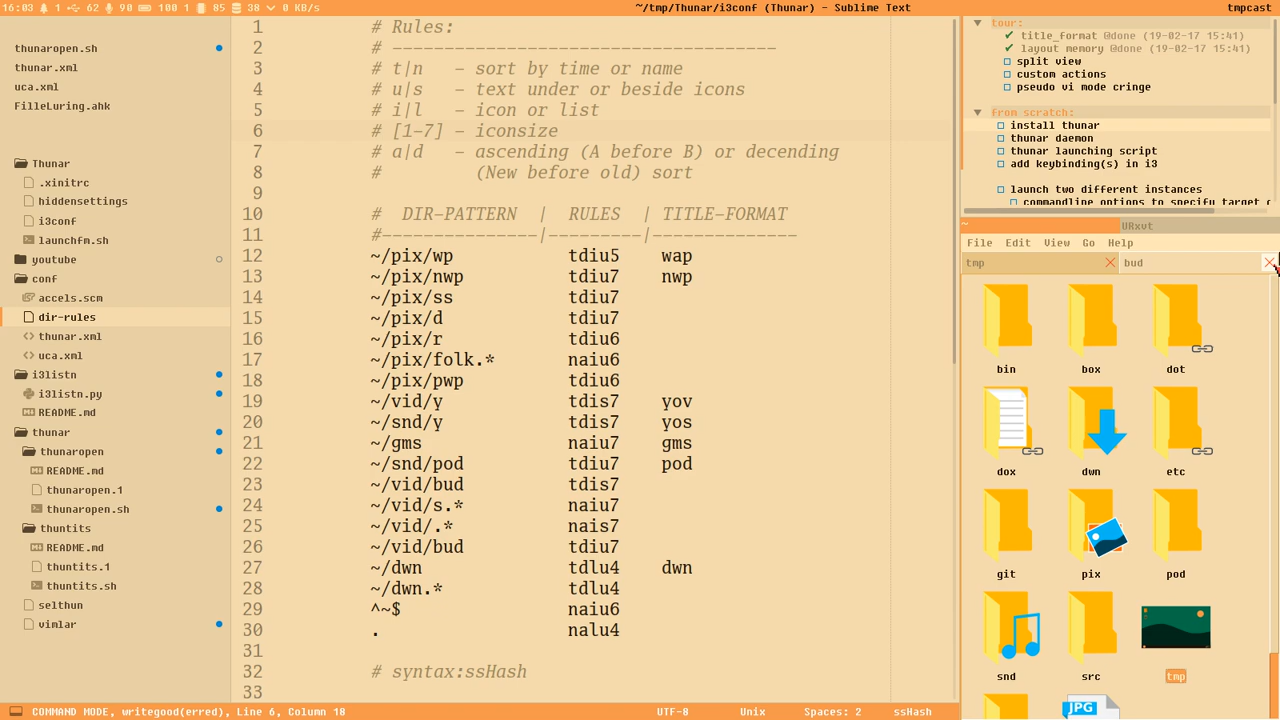 16:03 1 62 90 100 1 85 38 0 KB/s
~/tmp/Thunar/i3conf (Thunar) - Sublime Text
tmpcast
thunaropen.sh
thunar.xml
uca.xml
FilleLuring.ahk
Thunar
.xinitrc
hiddensettings
i3conf
launchfm.sh
youtube
conf
accels.scm
dir-rules
thunar.xml
uca.xml
i3listn
i3listn.py
README.md
thunar
thunaropen
README.md
thunaropen.1
thunaropen.sh
thuntits
README.md
thuntits.1
thuntits.sh
selthun
vimlar
1 # Rules:
2 # -------------------------------------
3 # t|n - sort by time or name
4 # u|s - text under or beside icons
5 # i|l - icon or list
6 # [1-7] - iconsize
7 # a|d - ascending (A before B) or decending
8 # (New before old) sort
9
10 # DIR-PATTERN | RULES | TITLE-FORMAT
11 #---------------|---------|--------------
12 ~/pix/wp tdiu5 wap
13 ~/pix/nwp tdiu7 nwp
14 ~/pix/ss tdiu7
15 ~/pix/d tdiu7
16 ~/pix/r tdiu6
17 ~/pix/folk.* naiu6
18 ~/pix/pwp tdiu6
19 ~/vid/y tdis7 yov
20 ~/snd/y tdis7 yos
21 ~/gms naiu7 gms
22 ~/snd/pod tdiu7 pod
23 ~/vid/bud tdis7
24 ~/vid/s.* naiu7
25 ~/vid/.* nais7
26 ~/vid/bud tdiu7
27 ~/dwn tdlu4 dwn
28 ~/dwn.* tdlu4
29 ^~$ naiu6
30 . nalu4
31
32 # syntax:ssHash
33
tour:
✔ title_format @done (19-02-17 15:41)
✔ layout memory @done (19-02-17 15:41)
split view
custom actions
pseudo vi mode cringe
From scratch:
install thunar
thunar daemon
thunar launching script
add keybinding(s) in i3
launch two different instances
commandline options to specify target c
~ URxvt
File Edit View Go Help
tmp bud
bin box dot
dox dwn etc
git pix pod
snd src tmp
JPG
COMMAND MODE, writegood(erred), Line 6, Column 18
UTF-8 Unix Spaces: 2 ssHash